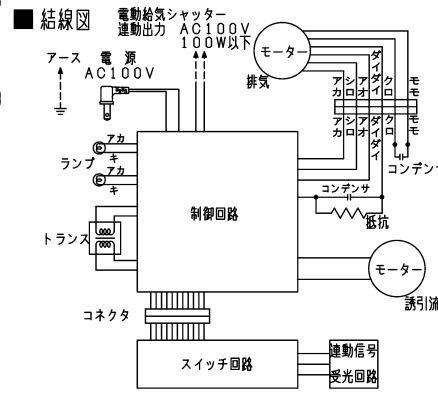 ■ 結線図
電動給気シャッター
連動出力 AC100V
100W以下
アース
電源
AC100V
モーター
排気
アカ
シロ
アオ
ダイダイ
クロ
モモ
アカ
シロ
アオ
ダイダイ
クロ
モモ
コンデンサ
ランプ
アカ
キ
アカ
キ
制御回路
コンデンサ
抵抗
トランス
モーター
誘引流
コネクタ
スイッチ回路
連動信号
受光回路